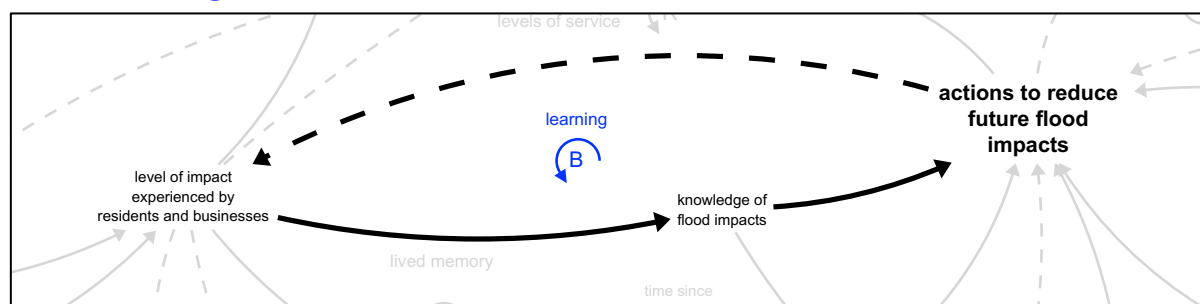 levels of service
actions to reduce
future flood
impacts
learning
B
level of impact
experienced by
residents and businesses
knowledge of
flood impacts
lived memory
time since